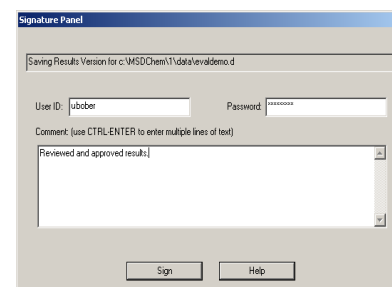 Signature Panel
Saving Results Version for c:\MSDChem\1\data\evaldemo.d
User ID: ubober Password: xxxxxxxxx
Comment: (use CTRL-ENTER to enter multiple lines of text)
Reviewed and approved results.
Sign Help